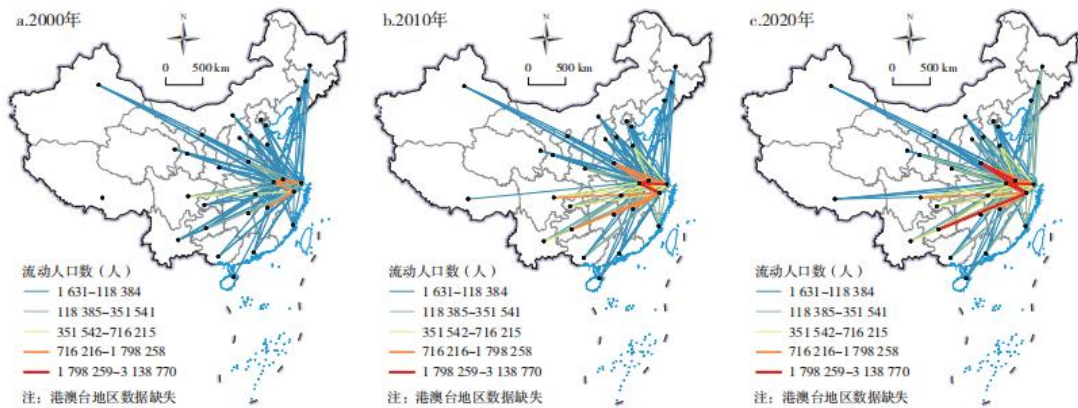 a.2000年
0 500 km
流动人口数（人）
1 631-118 384
118 385-351 541
351 542-716 215
716 216-1 798 258
1 798 259-3 138 770
注：港澳台地区数据缺失
b.2010年
0 500 km
流动人口数（人）
1 631-118 384
118 385-351 541
351 542-716 215
716 216-1 798 258
1 798 259-3 138 770
注：港澳台地区数据缺失
c.2020年
0 500 km
流动人口数（人）
1 631-118 384
118 385-351 541
351 542-716 215
716 216-1 798 258
1 798 259-3 138 770
注：港澳台地区数据缺失